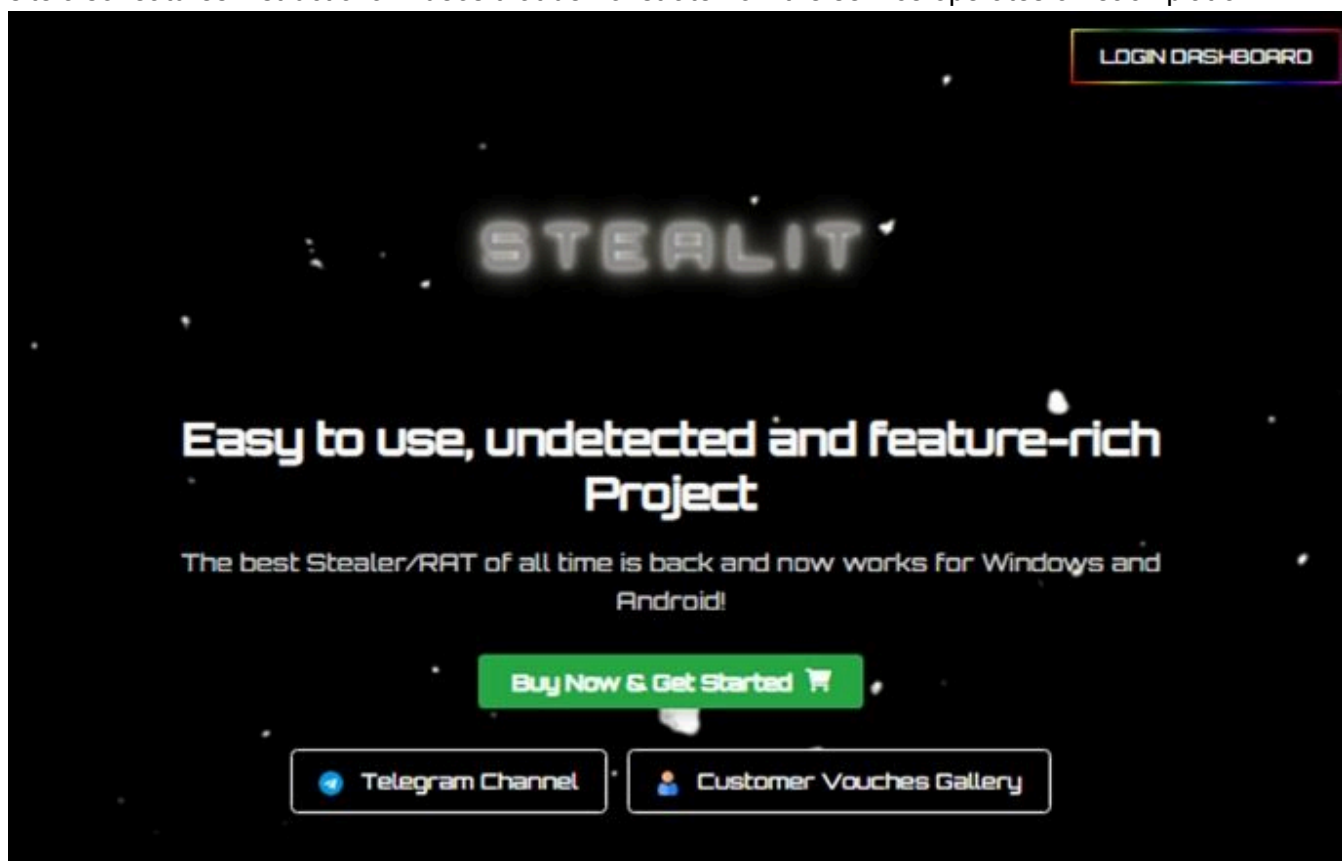 LOGIN DASHBOARD
STEALIT
Easy to use, undetected and feature-rich
Project
The best Stealer/RAT of all time is back and now works for Windows and
Android!
Buy Now & Get Started
Telegram Channel
Customer Vouches Gallery